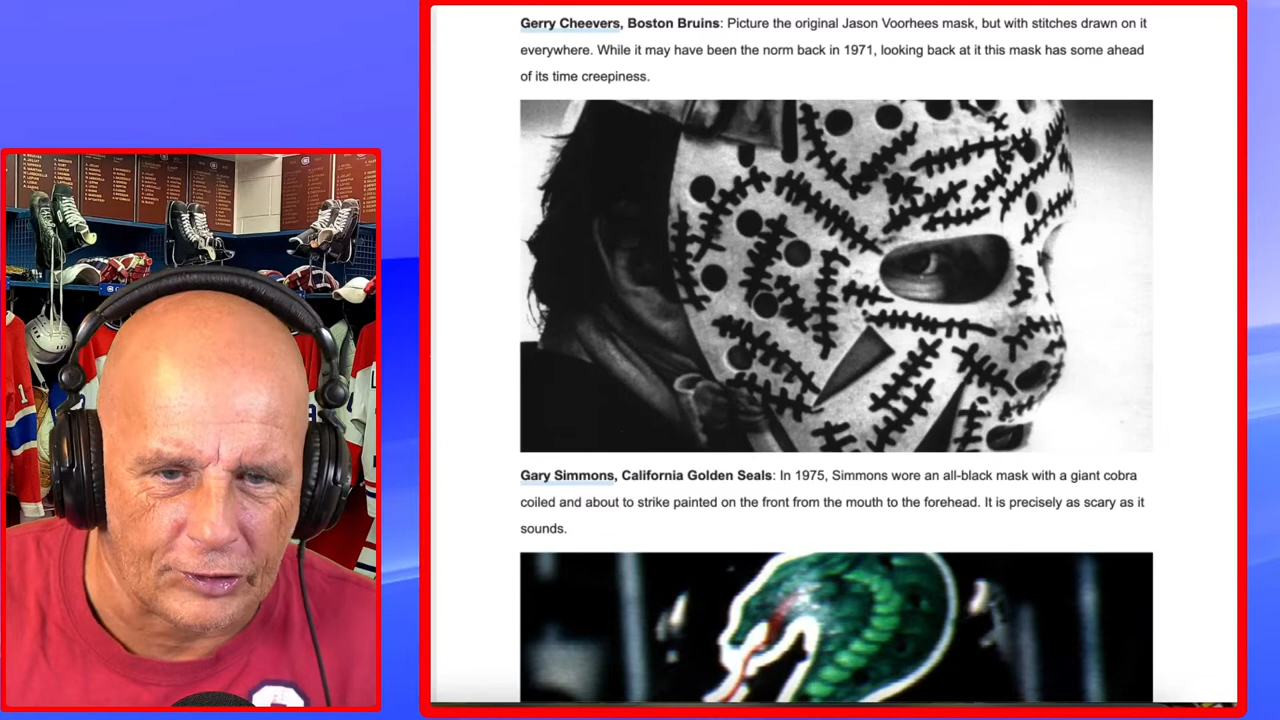 Gerry Cheevers, Boston Bruins: Picture the original Jason Voorhees mask, but with stitches drawn on it
everywhere. While it may have been the norm back in 1971, looking back at it this mask has some ahead
of its time creepiness.
Gary Simmons, California Golden Seals: In 1975, Simmons wore an all-black mask with a giant cobra
coiled and about to strike painted on the front from the mouth to the forehead. It is precisely as scary as it
sounds.